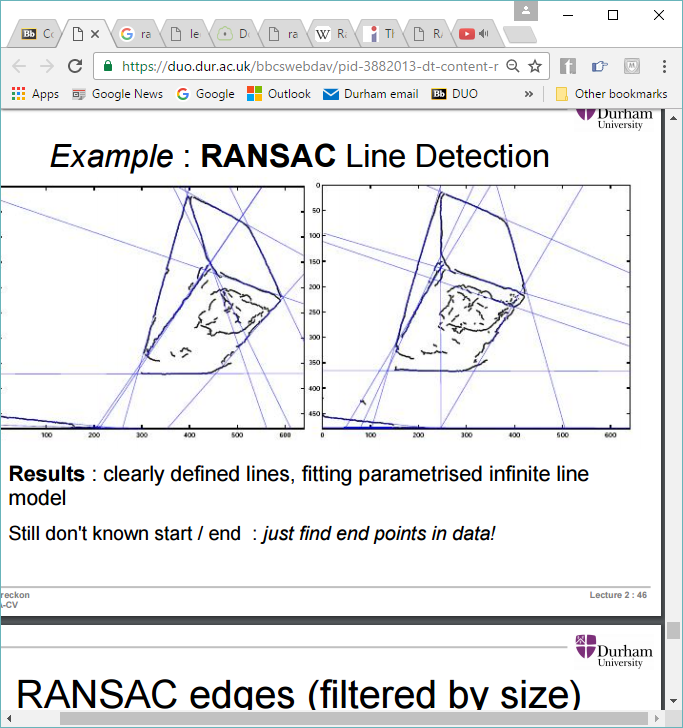 Co
ra
le
D
ra
Ra
Th
RA
https://duo.dur.ac.uk/bbcswebdav/pid-3882013-dt-content-r
Apps Google News Google Outlook Durham email Bb DUO » Other bookmarks
Durham
University
Example : RANSAC Line Detection
0
50
100
150
200
250
300
350
400
450
100 200 300 400 500 600
0 100 200 300 400 500 600
Results : clearly defined lines, fitting parametrised infinite line
model
Still don't known start / end : just find end points in data!
reckon
A-CV
Lecture 2 : 46
Durham
University
RANSAC edges (filtered by size)